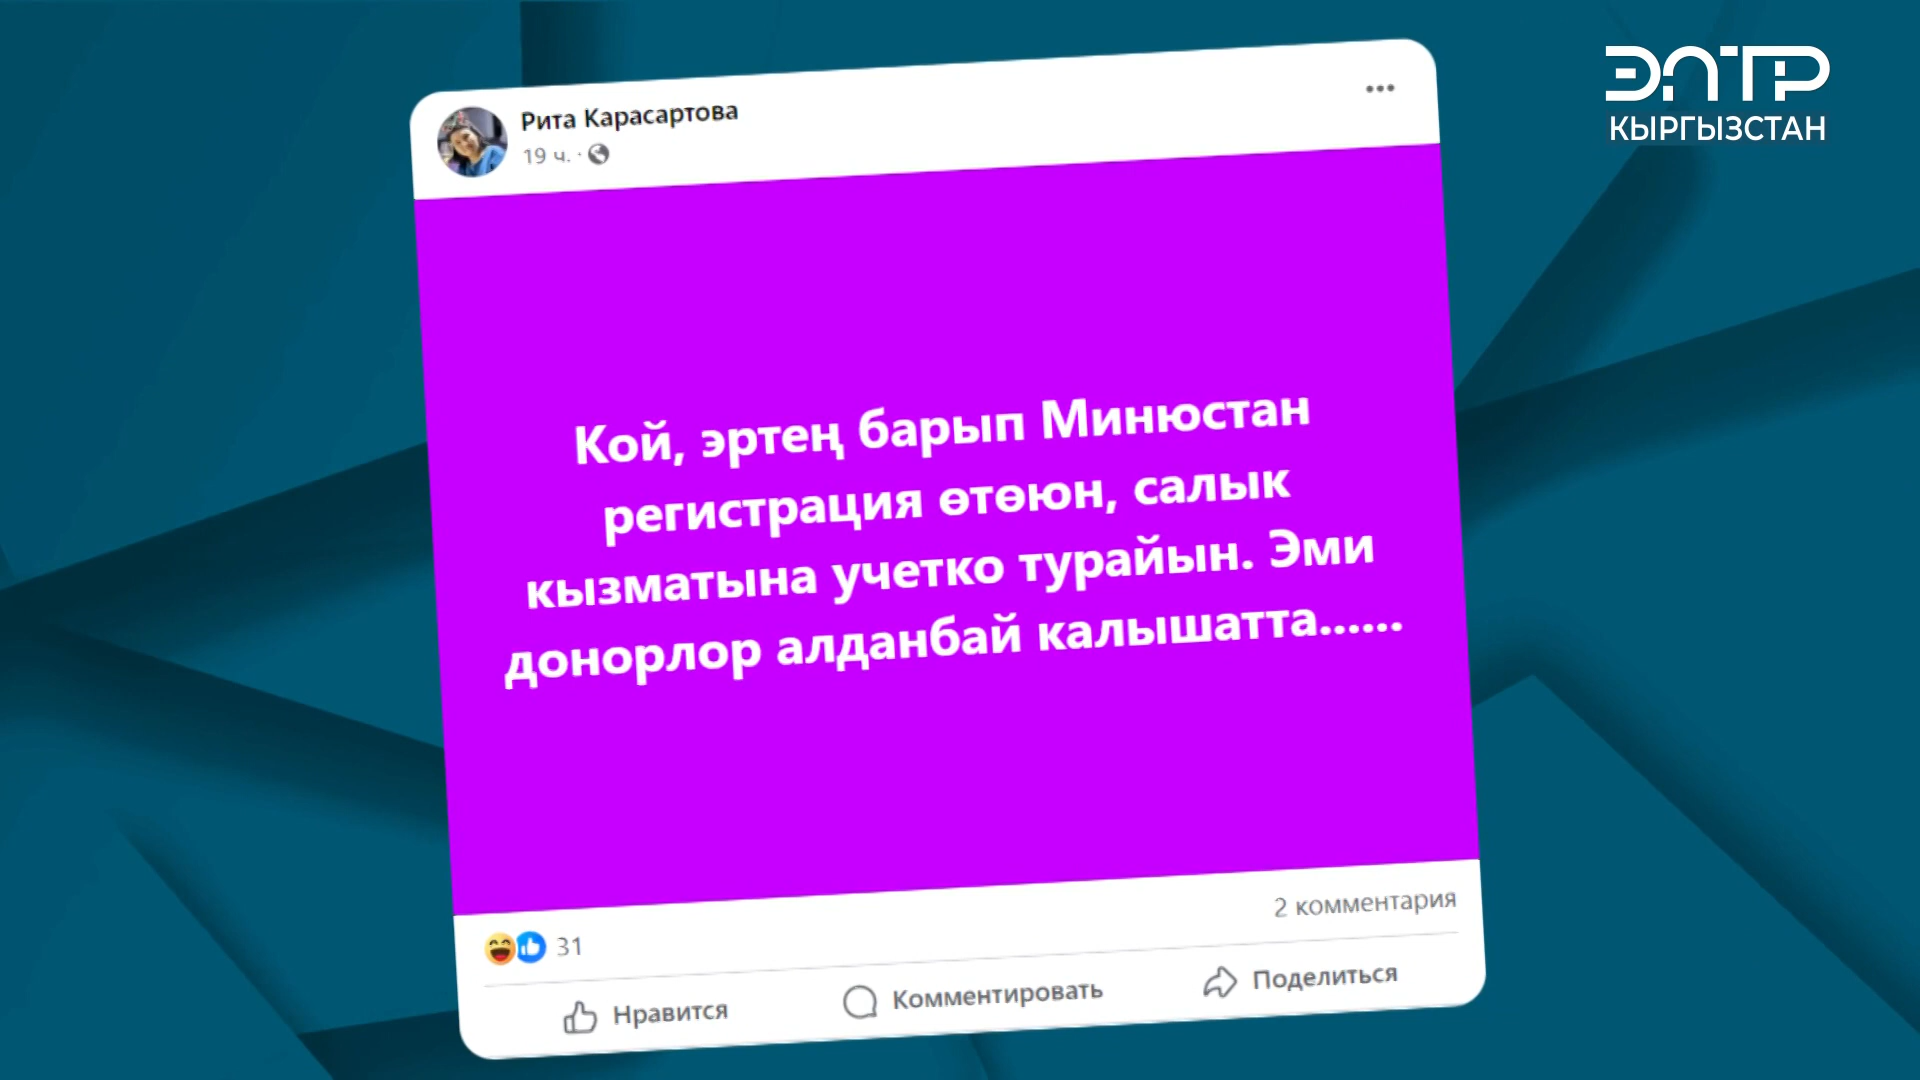 ЭЛТР
КЫРГЫЗСТАН
Рита Карасартова
19 ч. ·
Кой, эртең барып Минюстан
регистрация өтөюн, салык
кызматына учетко турайын. Эми
донорлор алданбай калышатта......
31
2 комментария
Нравится
Комментировать
Поделиться